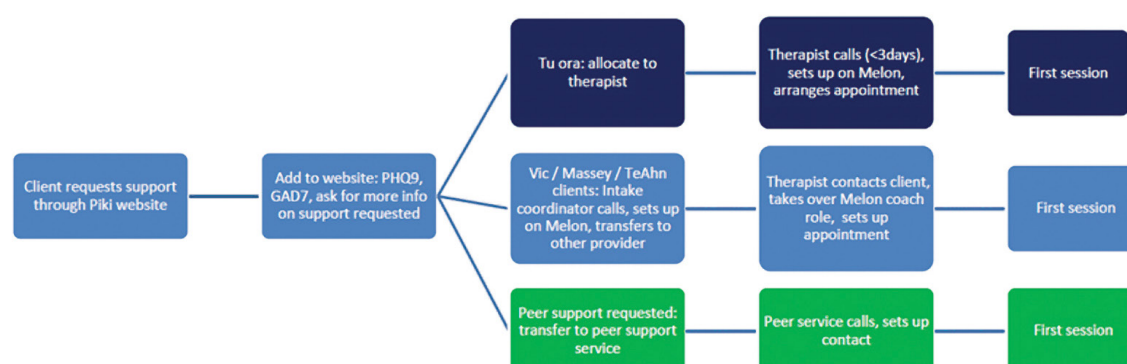 Client requests support
through Piki website
Add to website: PHQ9,
GAD7, ask for more info
on support requested
Tu ora: allocate to
therapist
Therapist calls (<3days),
sets up on Melon,
arranges appointment
First session
Vic / Massey / TeAhn
clients: Intake
coordinator calls, sets up
on Melon, transfers to
other provider
Therapist contacts client,
takes over Melon coach
role, sets up
appointment
First session
Peer support requested:
transfer to peer support
service
Peer service calls, sets up
contact
First session